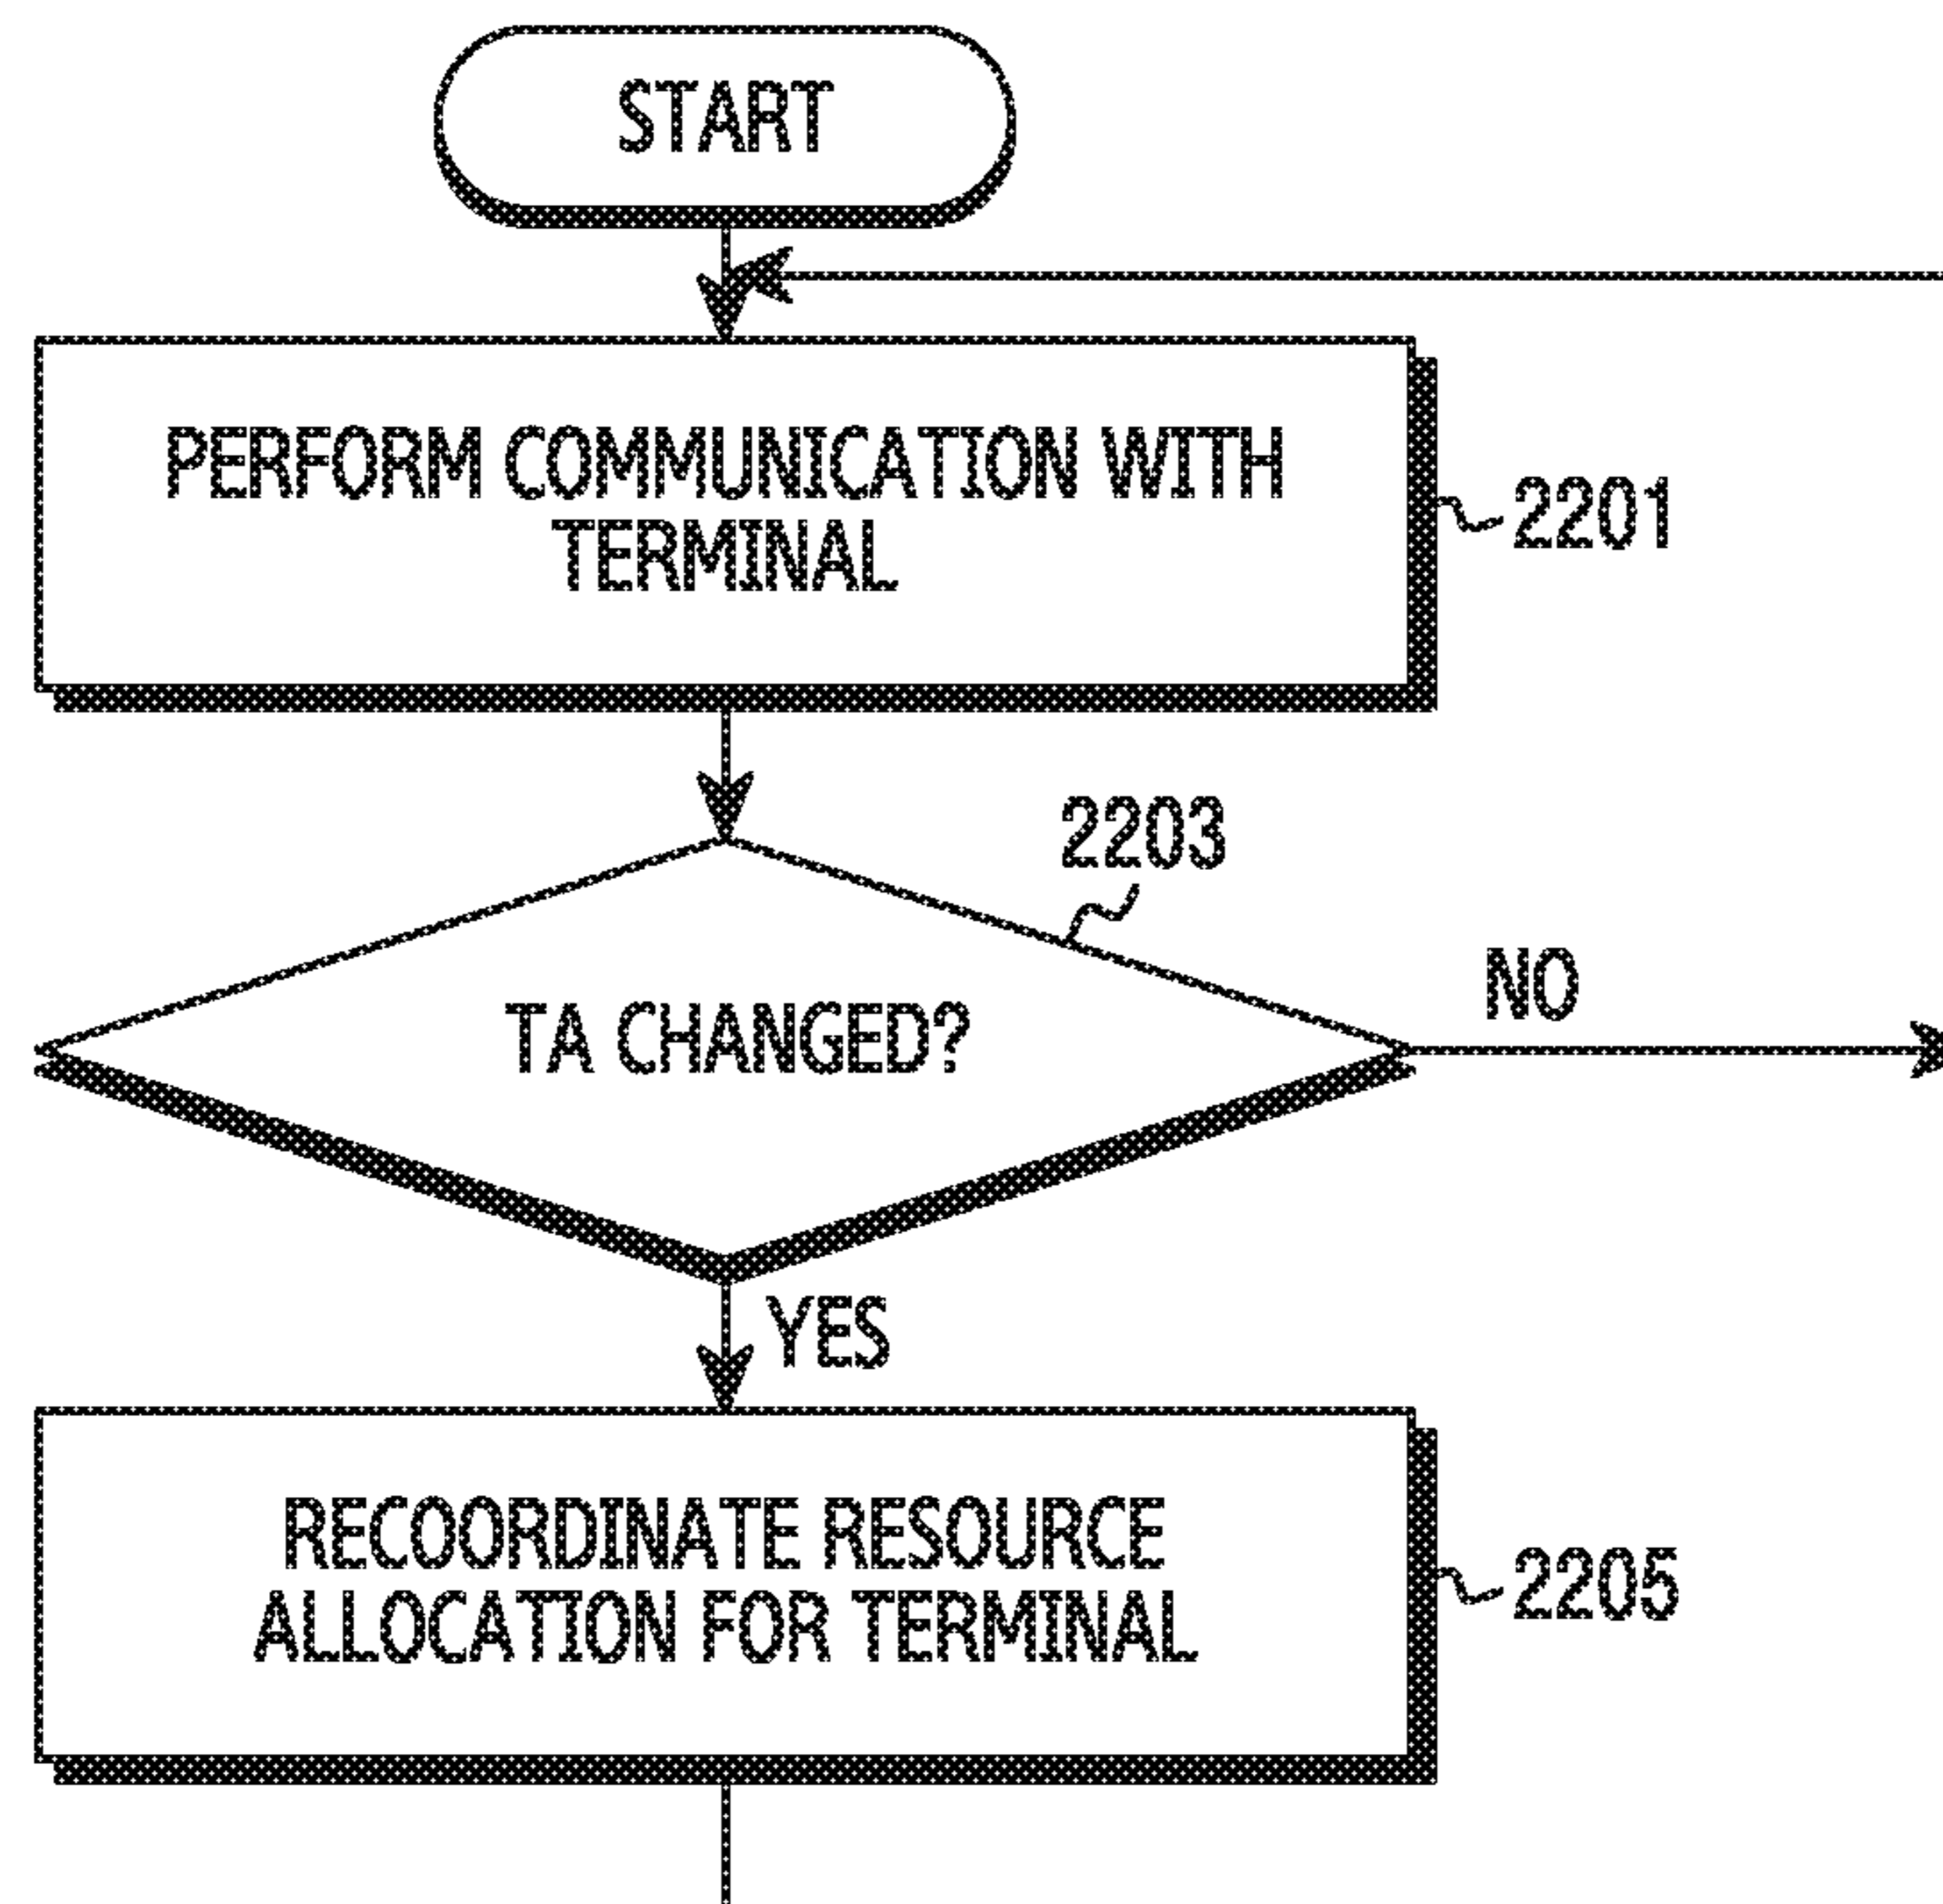 START
PERFORM COMMUNICATION WITH
TERMINAL
2201
2203
TA CHANGED?
NO
YES
RECOORDINATE RESOURCE
ALLOCATION FOR TERMINAL
2205